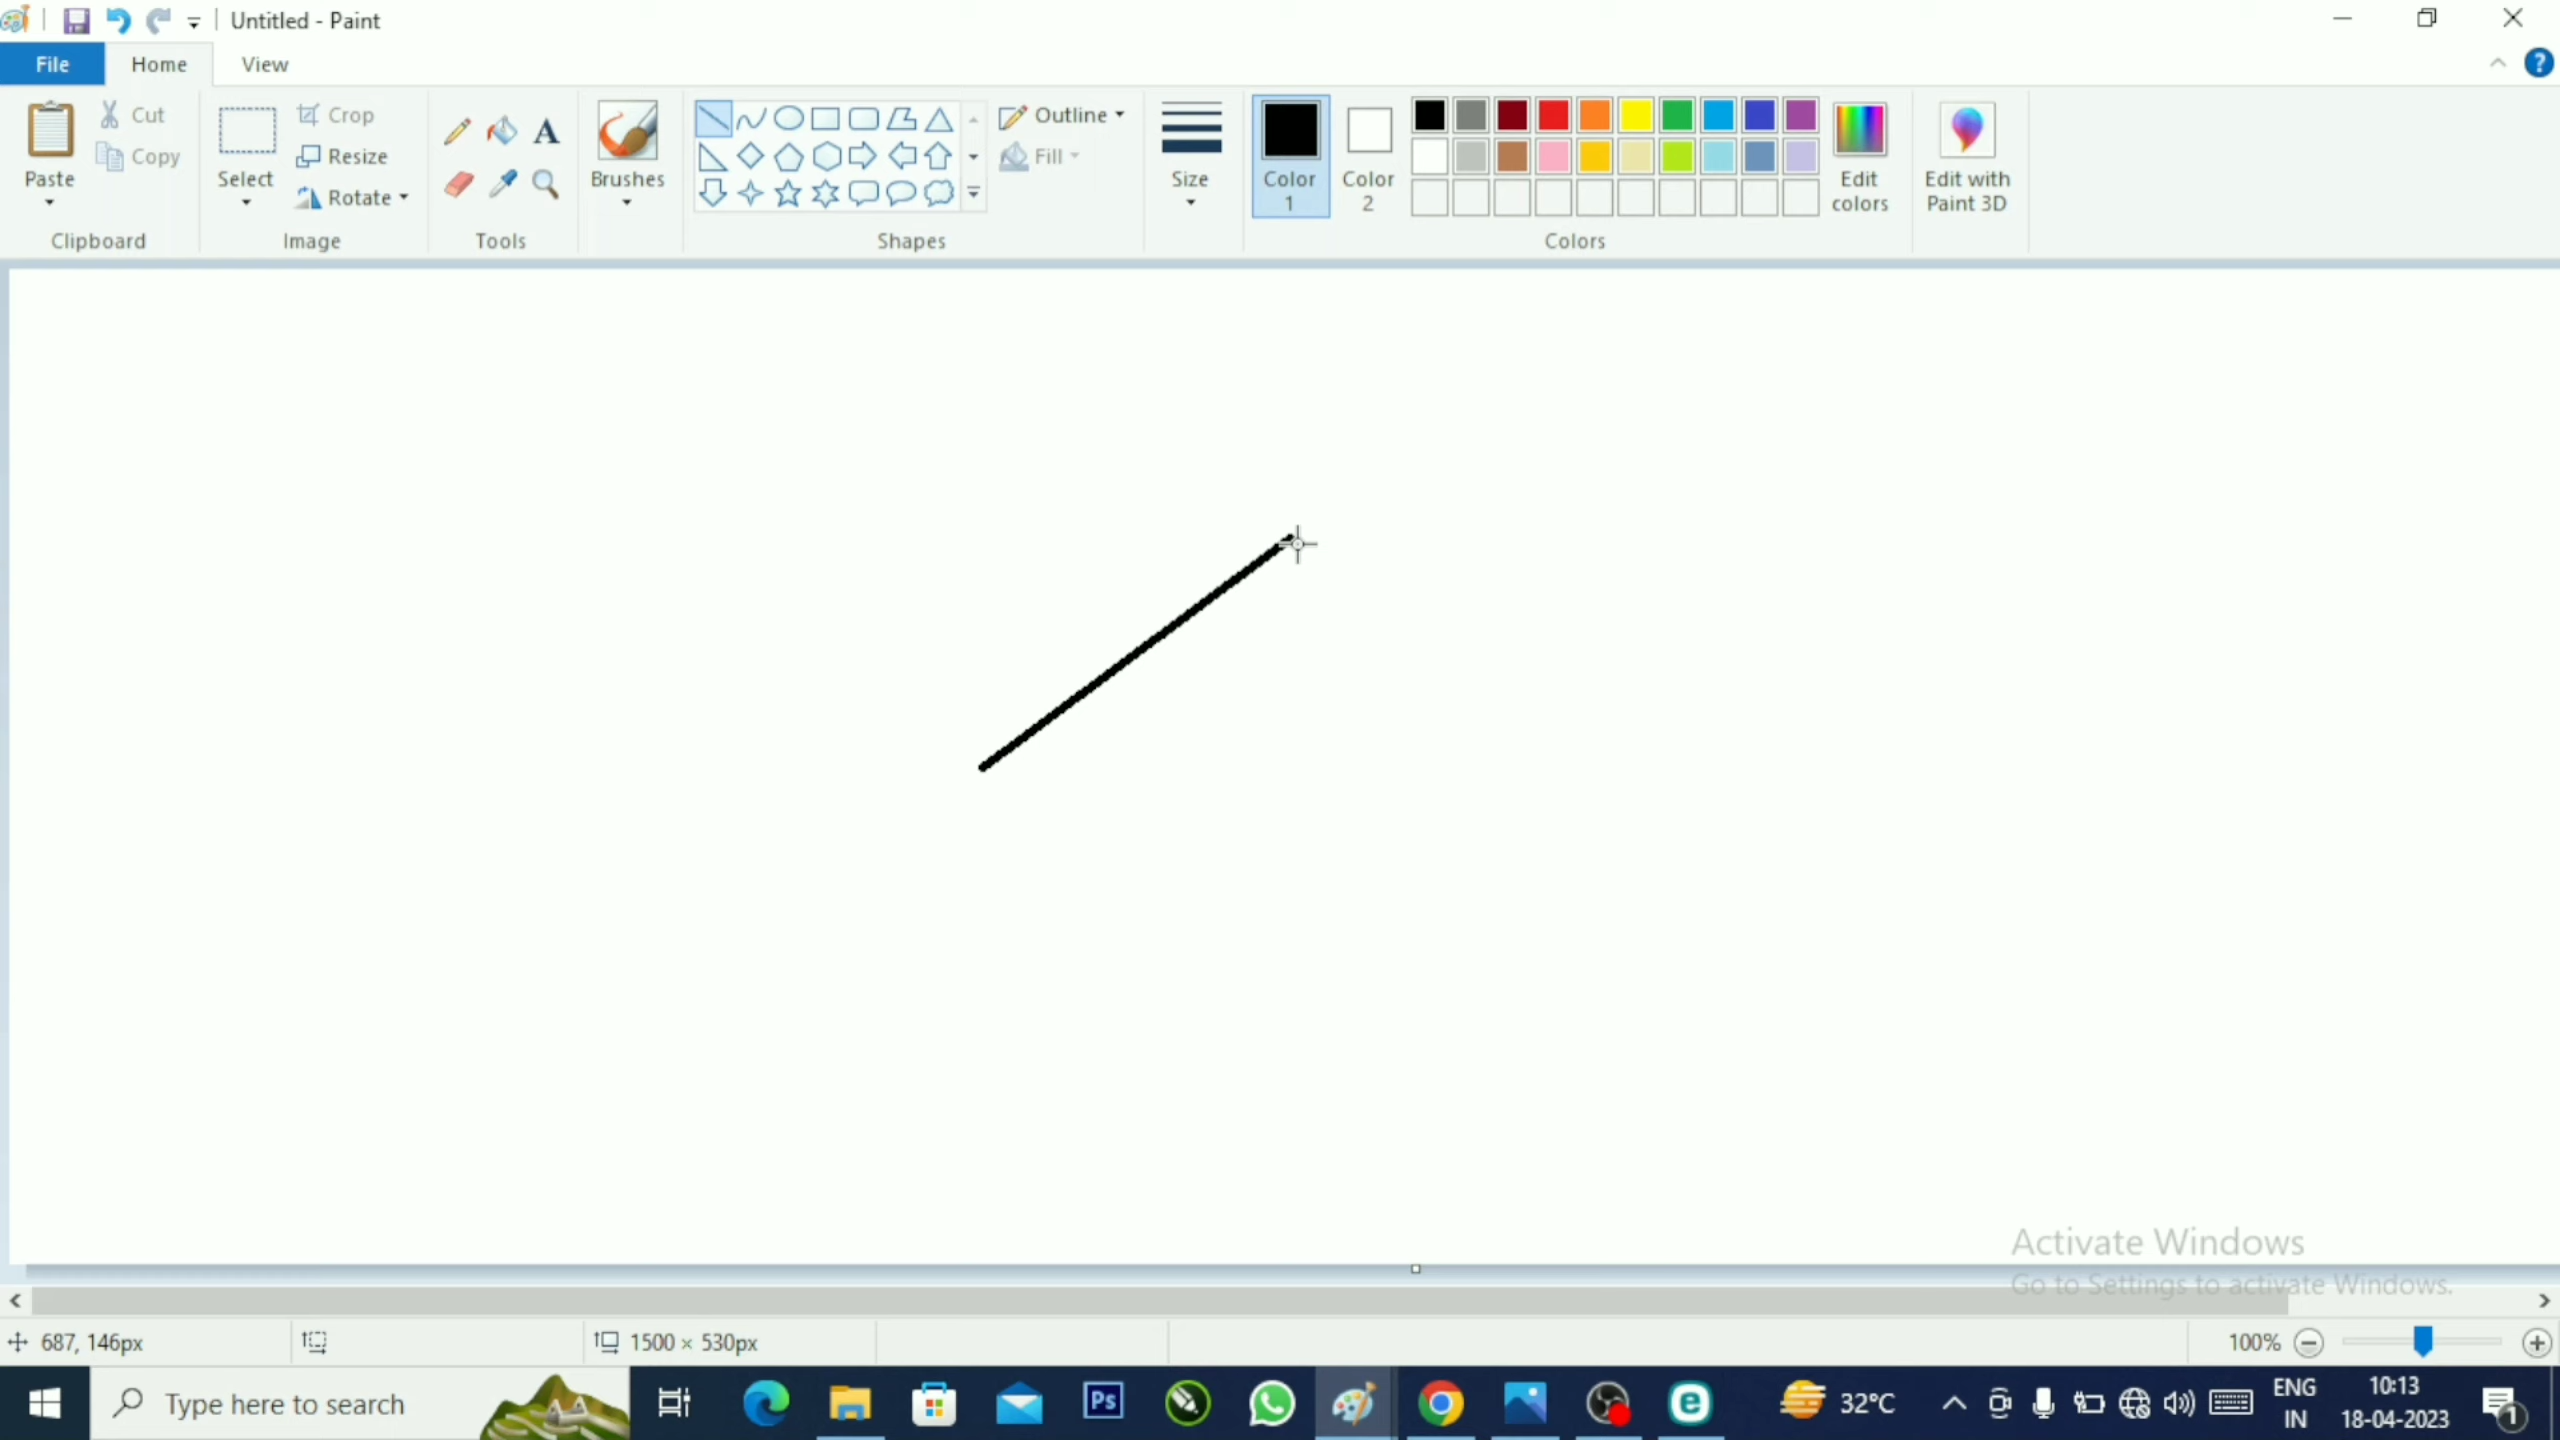 Untitled - Paint
File Home View
Paste
Cut
Copy
Clipboard
Select
Crop
Resize
Rotate
Image
A
Tools
Brushes
Outline
Fill
Shapes
Size
Color 1
Color 2
Colors
Edit colors
Edit with Paint 3D
?
Activate Windows
Go to Settings to activate Windows.
687, 146px
1500 × 530px
100%
Type here to search
Ps
32°C
ENG
IN
10:13
18-04-2023
1